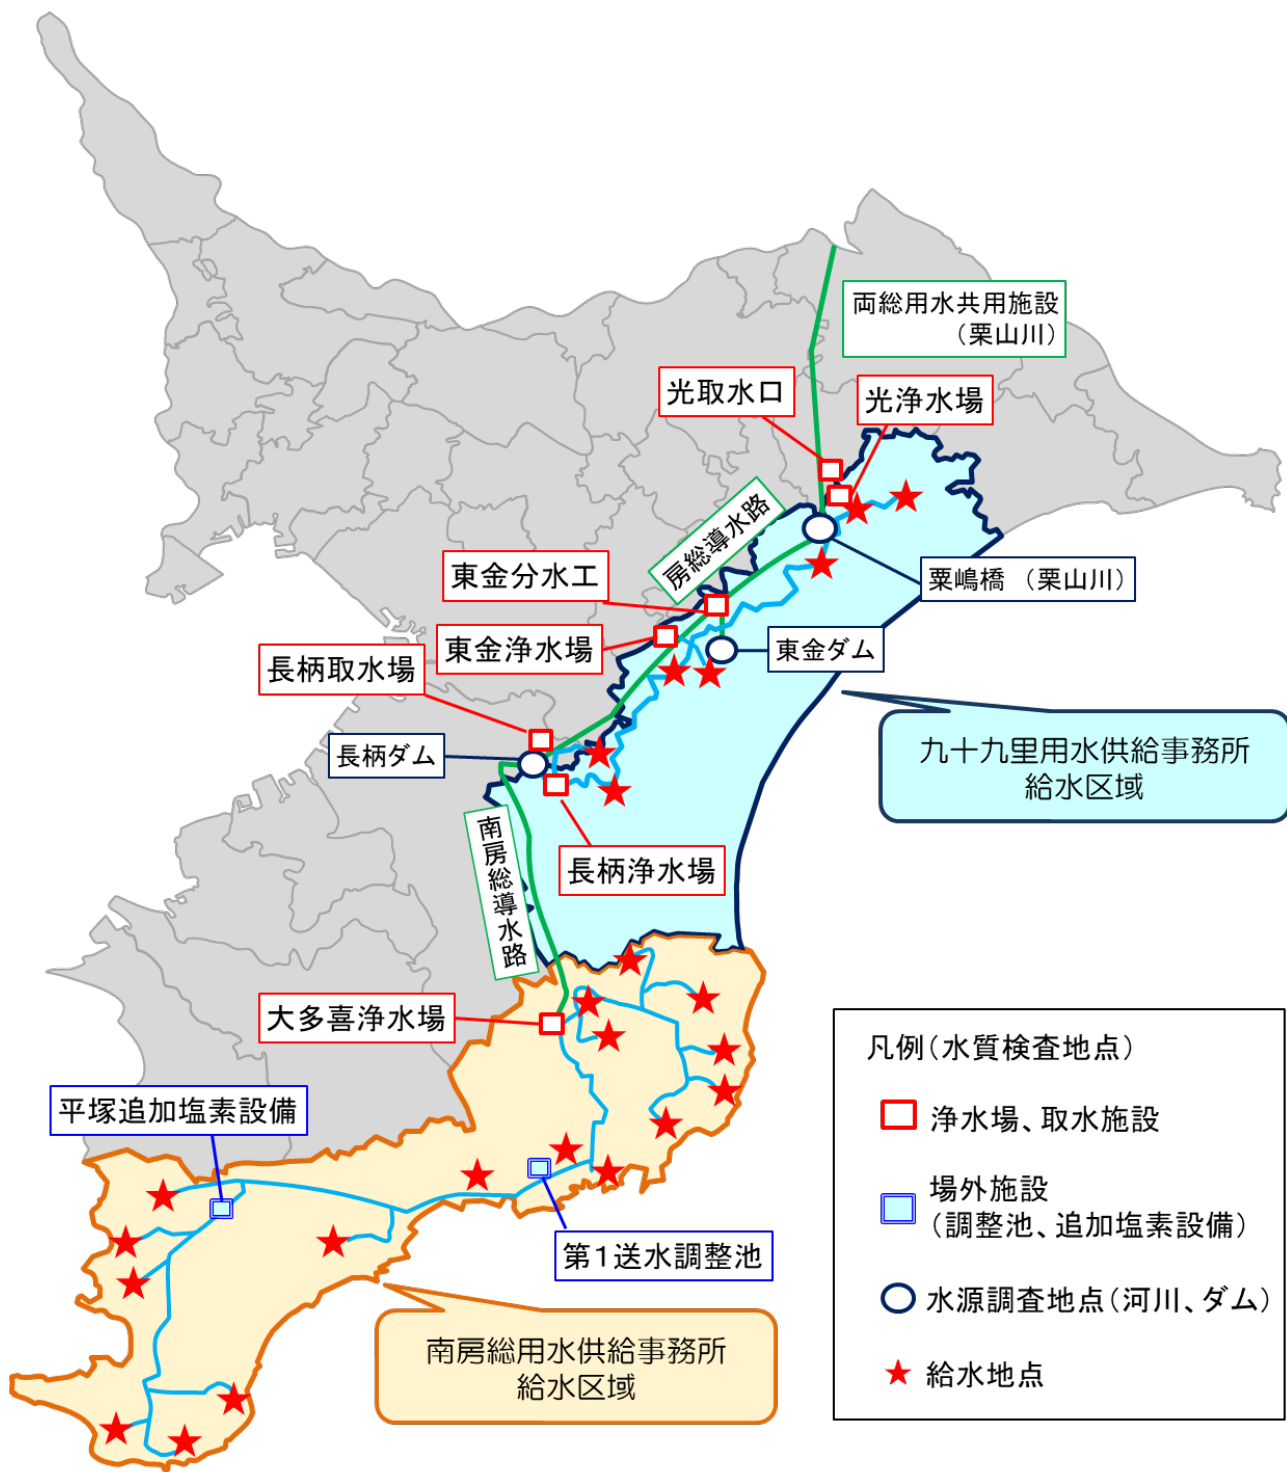 両総用水共用施設
（栗山川）
光取水口
光浄水場
房総導水路
東金分水工
粟嶋橋 （栗山川）
東金浄水場
東金ダム
長柄取水場
長柄ダム
九十九里用水供給事務所
給水区域
南房総導水路
長柄浄水場
大多喜浄水場
平塚追加塩素設備
第１送水調整池
南房総用水供給事務所
給水区域
凡例（水質検査地点）
浄水場、取水施設
場外施設
（調整池、追加塩素設備）
水源調査地点（河川、ダム）
給水地点